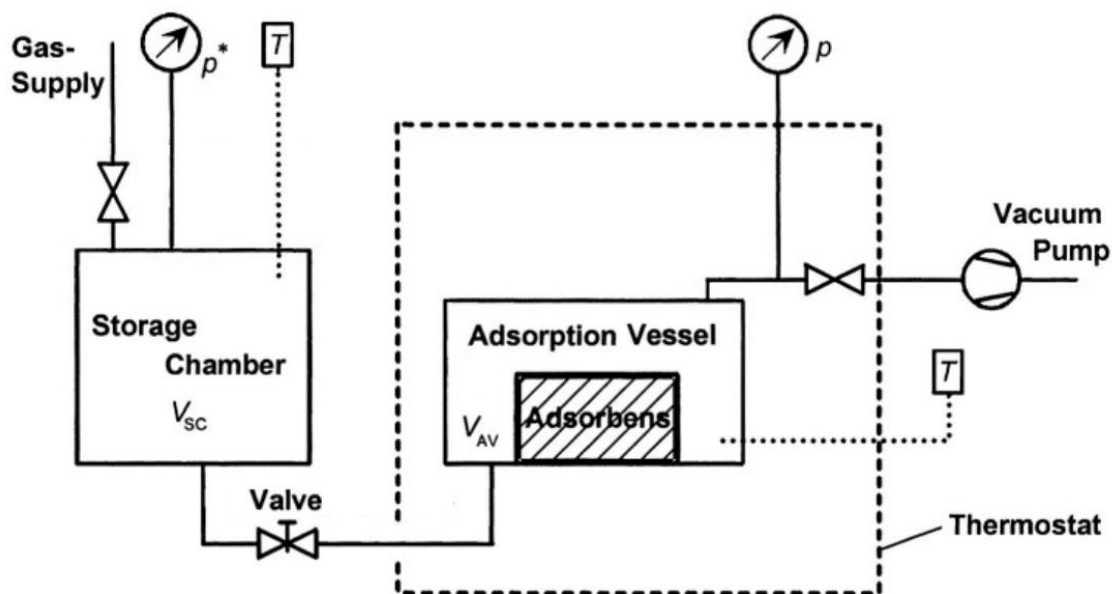 Gas-
Supply
p*
T
p
Vacuum
Pump
Storage
Chamber
V_SC
Adsorption Vessel
Adsorbens
V_AV
T
Valve
Thermostat